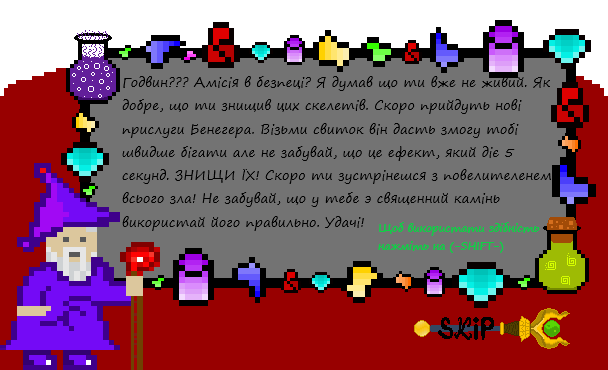 Годвин??? Амісія в безпеці? Я думав що ти вже не живий. Як
добре, що ти знищив цих скелетів. Скоро прийдуть нові
прислуги Бенегера. Візьми свиток він дасть змогу тобі
швидше бігати але не забувай, що це ефект, який діє 5
секунд. ЗНИЩИ ЇХ! Скоро ти зустрінешся з повелителенем
всього зла! Не забувай, що у тебе э священний камінь
використай його правильно. Удачі!
Щоб використати здібність
нажміто на (-SHIFT-)
SKiP